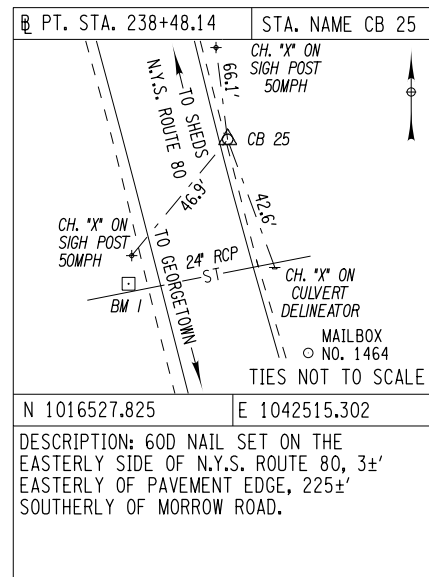 BL PT. STA. 238+48.14
STA. NAME CB 25
CH. "X" ON
SIGH POST
50MPH
66.1'
TO SHEDS
N.Y.S. ROUTE 80
CB 25
46.9'
42.6'
CH. "X" ON
SIGH POST
50MPH
TO GEORGETOWN
24" RCP
ST
BM 1
CH. "X" ON
CULVERT
DELINEATOR
MAILBOX
NO. 1464
TIES NOT TO SCALE
N 1016527.825
E 1042515.302
DESCRIPTION: 60D NAIL SET ON THE
EASTERLY SIDE OF N.Y.S. ROUTE 80, 3±'
EASTERLY OF PAVEMENT EDGE, 225±'
SOUTHERLY OF MORROW ROAD.